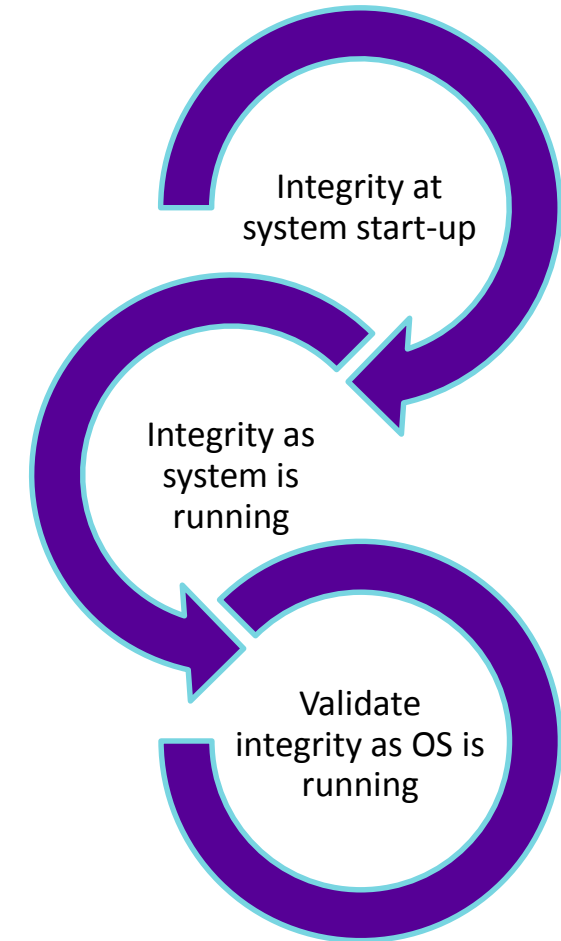 Integrity at
system start-up
Integrity as
system is
running
Validate
integrity as OS is
running